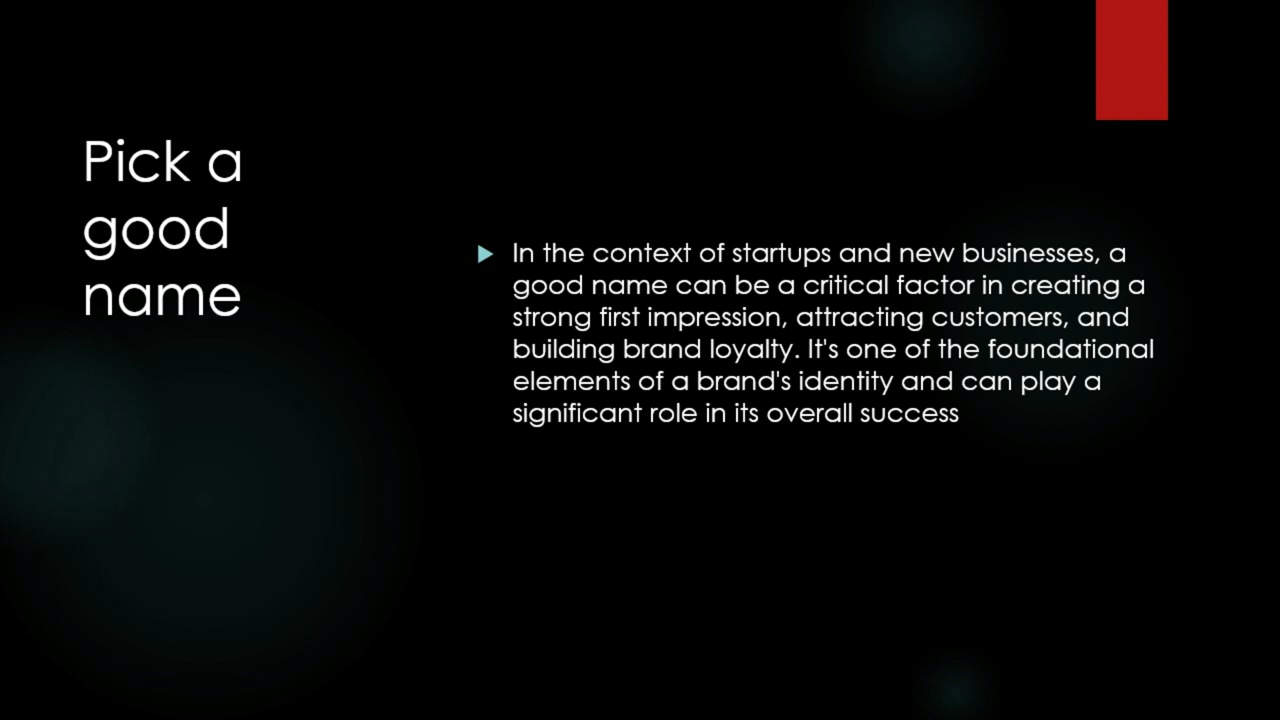 Pick a
good
name
In the context of startups and new businesses, a
good name can be a critical factor in creating a
strong first impression, attracting customers, and
building brand loyalty. It's one of the foundational
elements of a brand's identity and can play a
significant role in its overall success